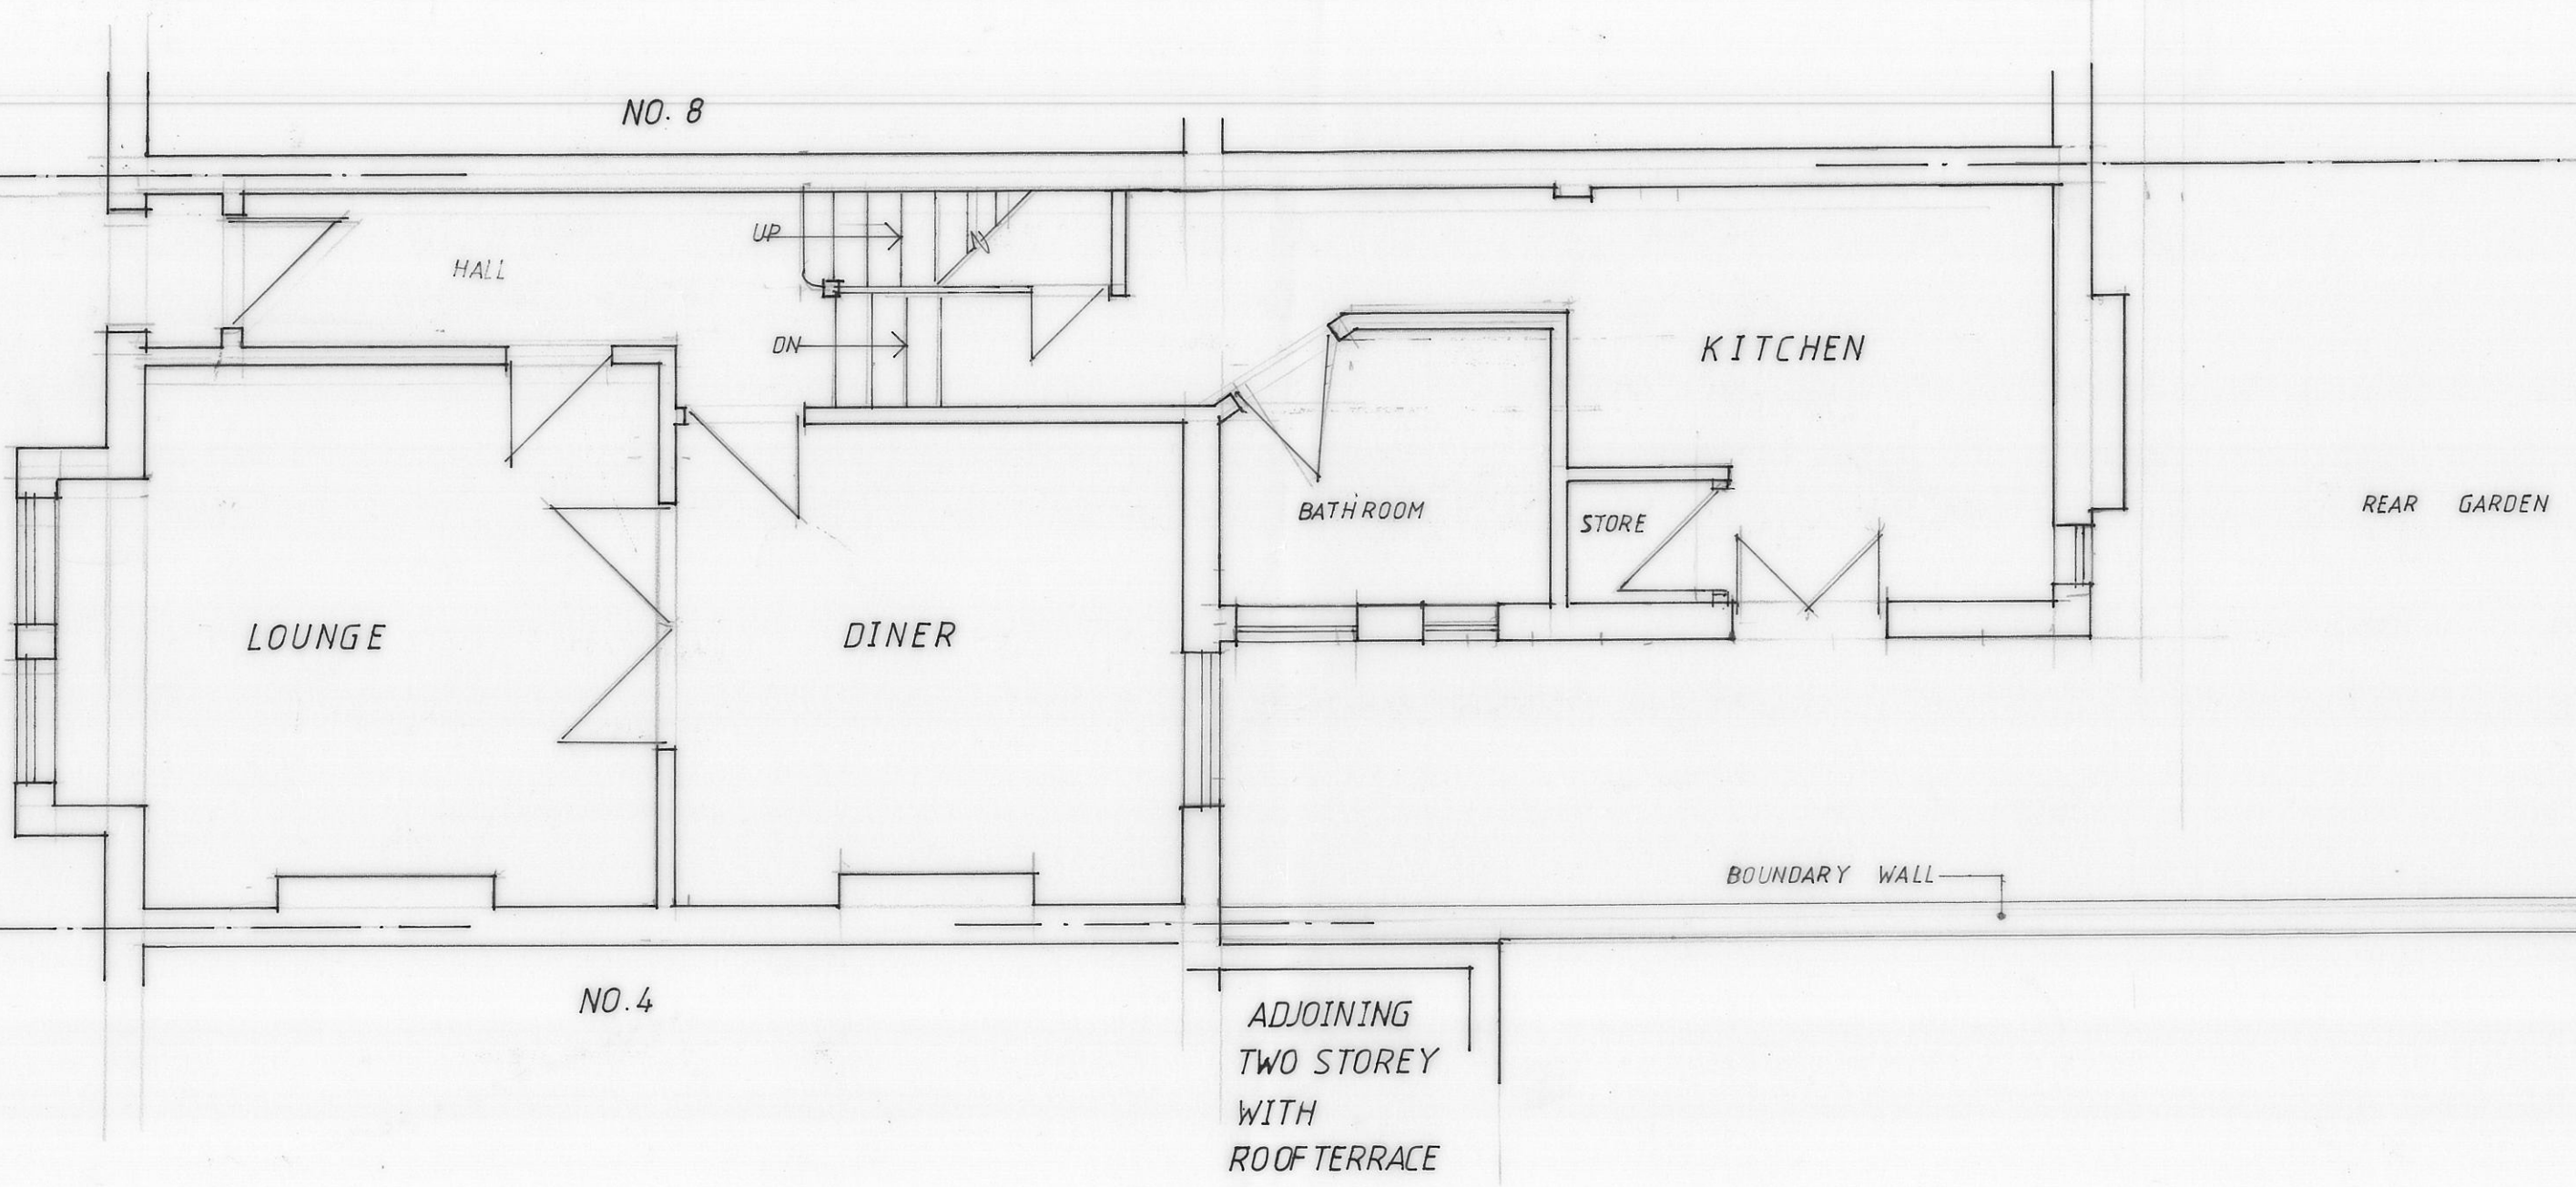 NO. 8
UP
HALL
DN
KITCHEN
BATHROOM
STORE
REAR GARDEN
LOUNGE
DINER
BOUNDARY WALL
NO.4
ADJOINING
TWO STOREY
WITH
ROOF TERRACE